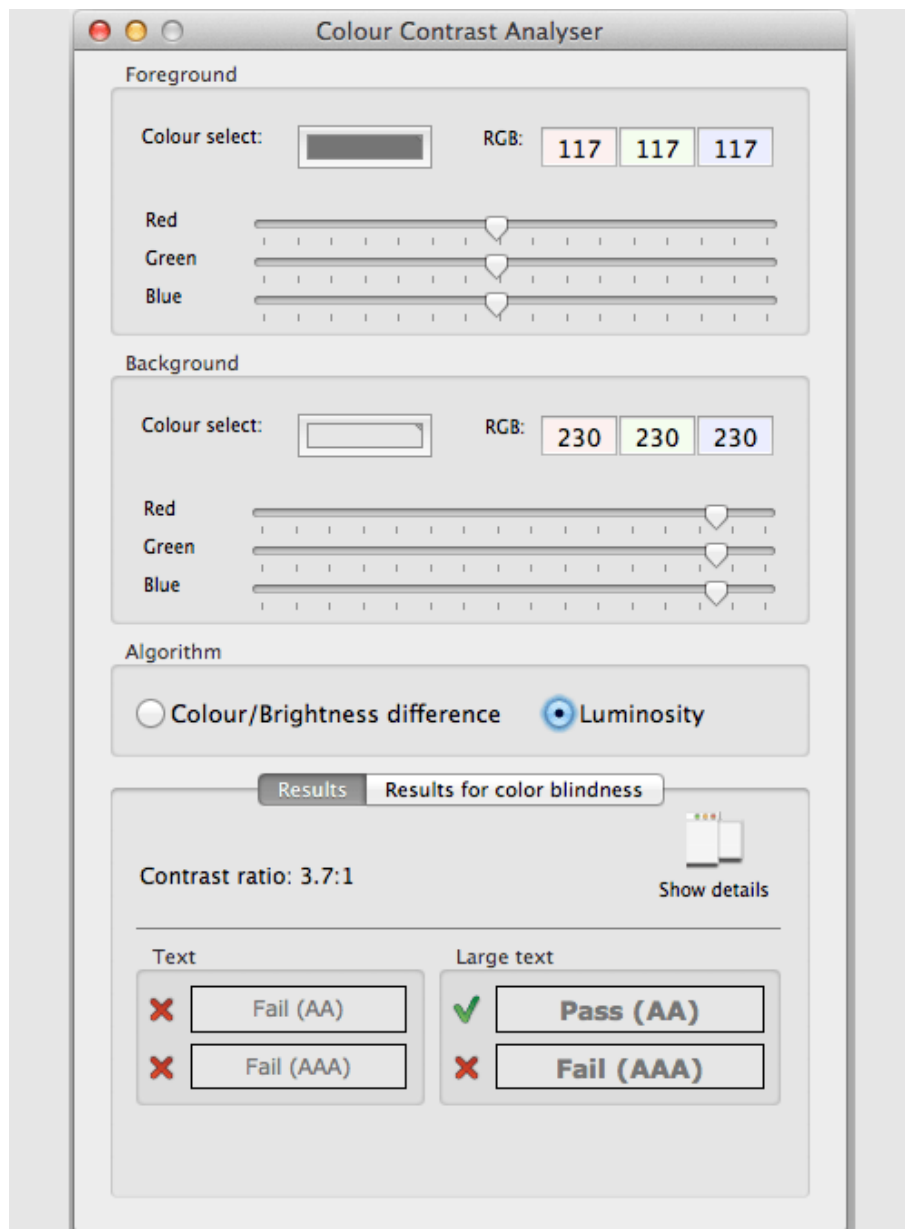 Colour Contrast Analyser
Foreground
Colour select: RGB: 117 117 117
Red
Green
Blue
Background
Colour select: RGB: 230 230 230
Red
Green
Blue
Algorithm
Colour/Brightness difference Luminosity
Results Results for color blindness
Contrast ratio: 3.7:1
Show details
Text Large text
Fail (AA) Pass (AA)
Fail (AAA) Fail (AAA)